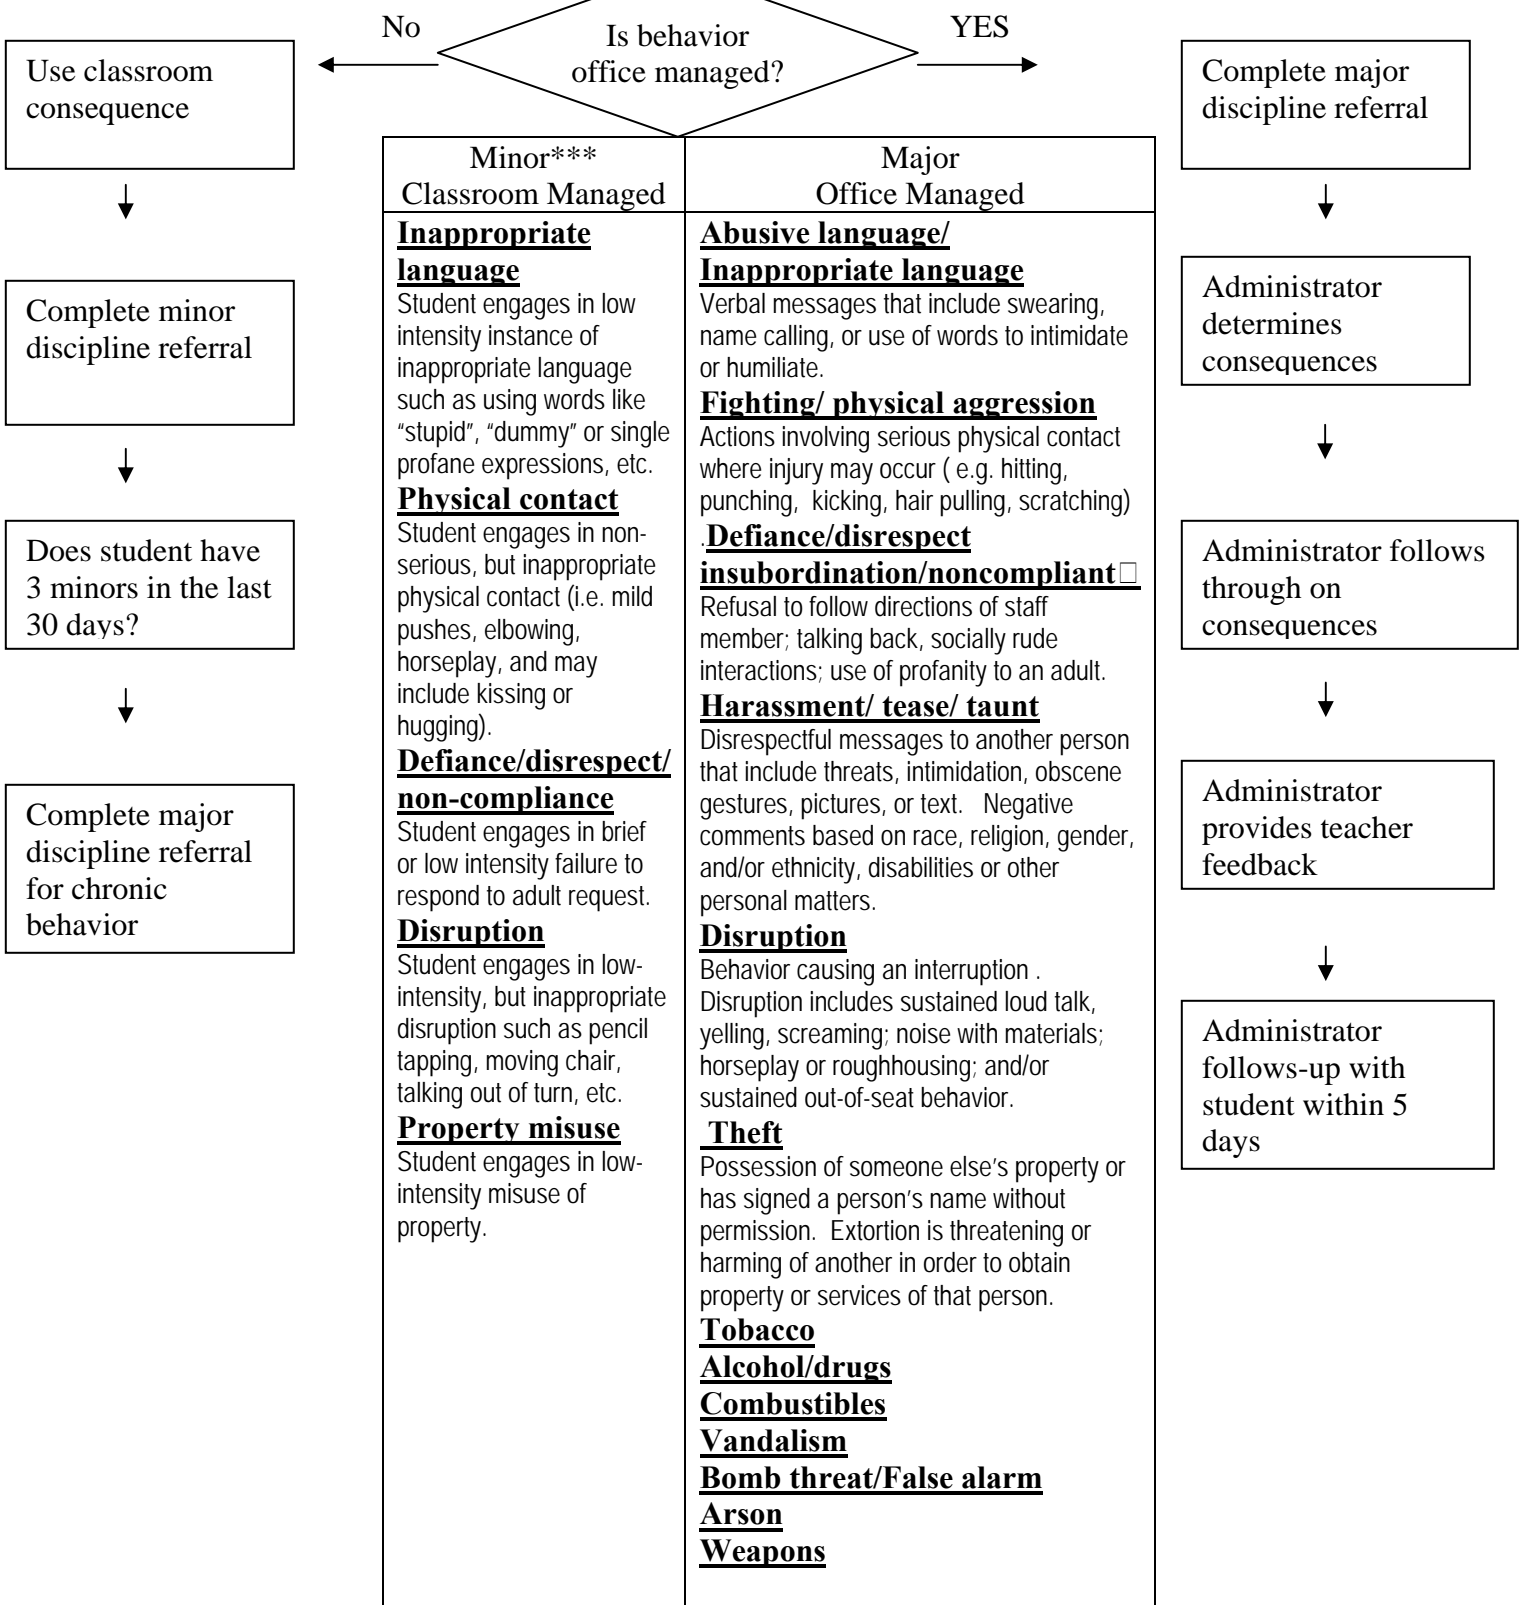 No
Is behavior
office managed?
YES
Use classroom
consequence
Complete minor
discipline referral
Does student have
3 minors in the last
30 days?
Complete major
discipline referral
for chronic
behavior
Minor***
Classroom Managed
Inappropriate
language
Student engages in low
intensity instance of
inappropriate language
such as using words like
“stupid”, “dummy” or single
profane expressions, etc.
Physical contact
Student engages in non-
serious, but inappropriate
physical contact (i.e. mild
pushes, elbowing,
horseplay, and may
include kissing or
hugging).
Defiance/disrespect/
non-compliance
Student engages in brief
or low intensity failure to
respond to adult request.
Disruption
Student engages in low-
intensity, but inappropriate
disruption such as pencil
tapping, moving chair,
talking out of turn, etc.
Property misuse
Student engages in low-
intensity misuse of
property.
Major
Office Managed
Abusive language/
Inappropriate language
Verbal messages that include swearing,
name calling, or use of words to intimidate
or humiliate.
Fighting/ physical aggression
Actions involving serious physical contact
where injury may occur ( e.g. hitting,
punching, kicking, hair pulling, scratching)
.Defiance/disrespect
insubordination/noncompliant□
Refusal to follow directions of staff
member; talking back, socially rude
interactions; use of profanity to an adult.
Harassment/ tease/ taunt
Disrespectful messages to another person
that include threats, intimidation, obscene
gestures, pictures, or text. Negative
comments based on race, religion, gender,
and/or ethnicity, disabilities or other
personal matters.
Disruption
Behavior causing an interruption .
Disruption includes sustained loud talk,
yelling, screaming; noise with materials;
horseplay or roughhousing; and/or
sustained out-of-seat behavior.
Theft
Possession of someone else’s property or
has signed a person’s name without
permission. Extortion is threatening or
harming of another in order to obtain
property or services of that person.
Tobacco
Alcohol/drugs
Combustibles
Vandalism
Bomb threat/False alarm
Arson
Weapons
Complete major
discipline referral
Administrator
determines
consequences
Administrator follows
through on
consequences
Administrator
provides teacher
feedback
Administrator
follows-up with
student within 5
days